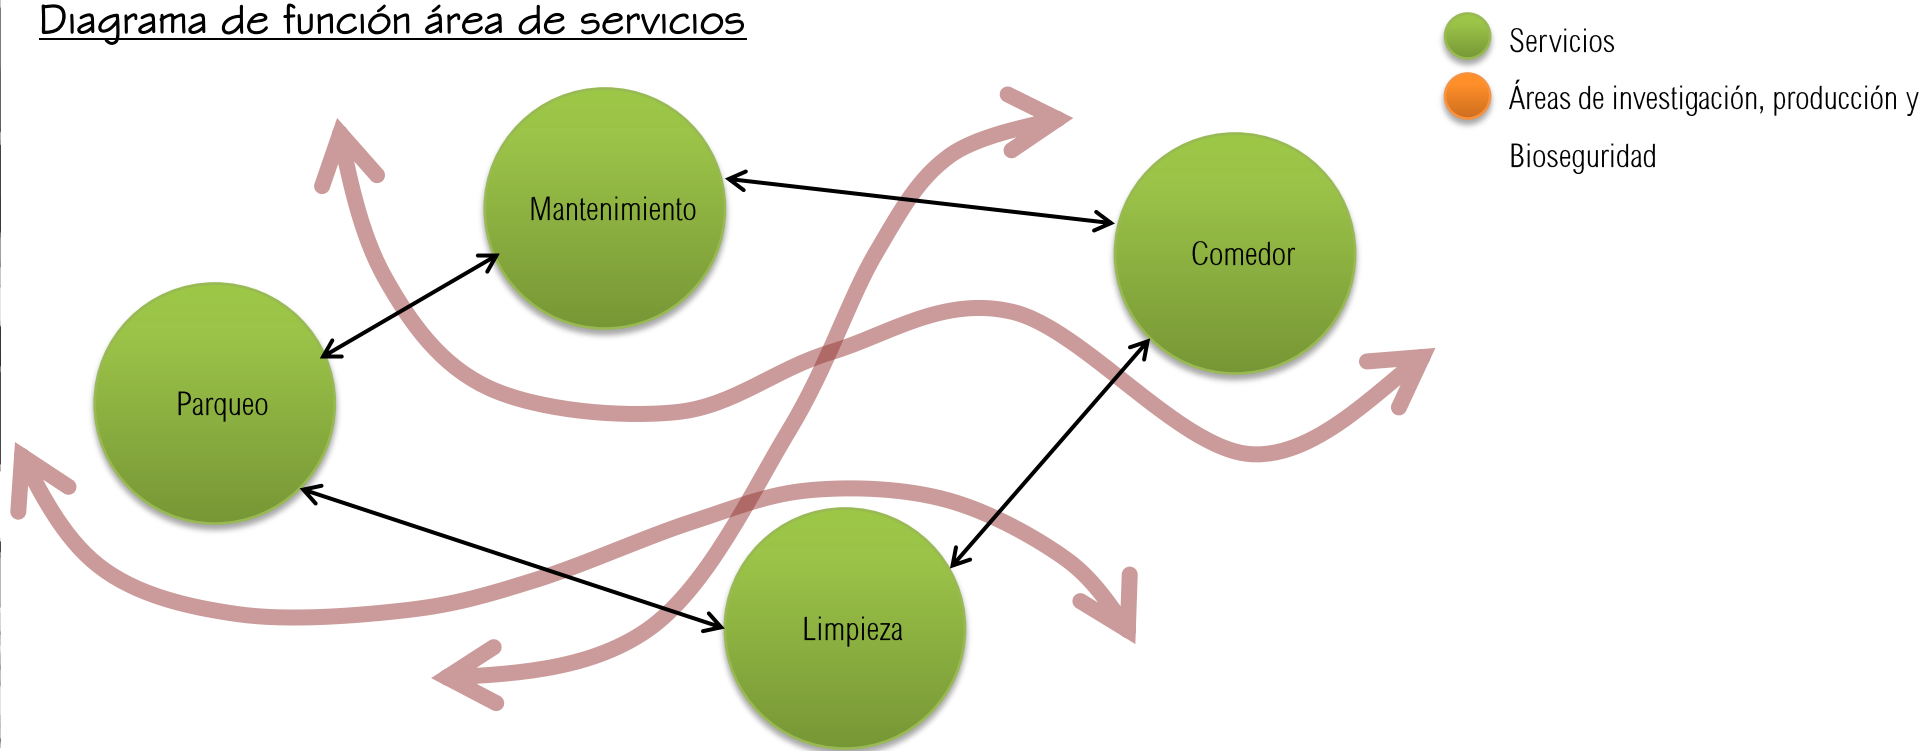 Diagrama de función área de servicios
Servicios
Áreas de investigación, producción y
Bioseguridad
Mantenimiento
Comedor
Parqueo
Limpieza